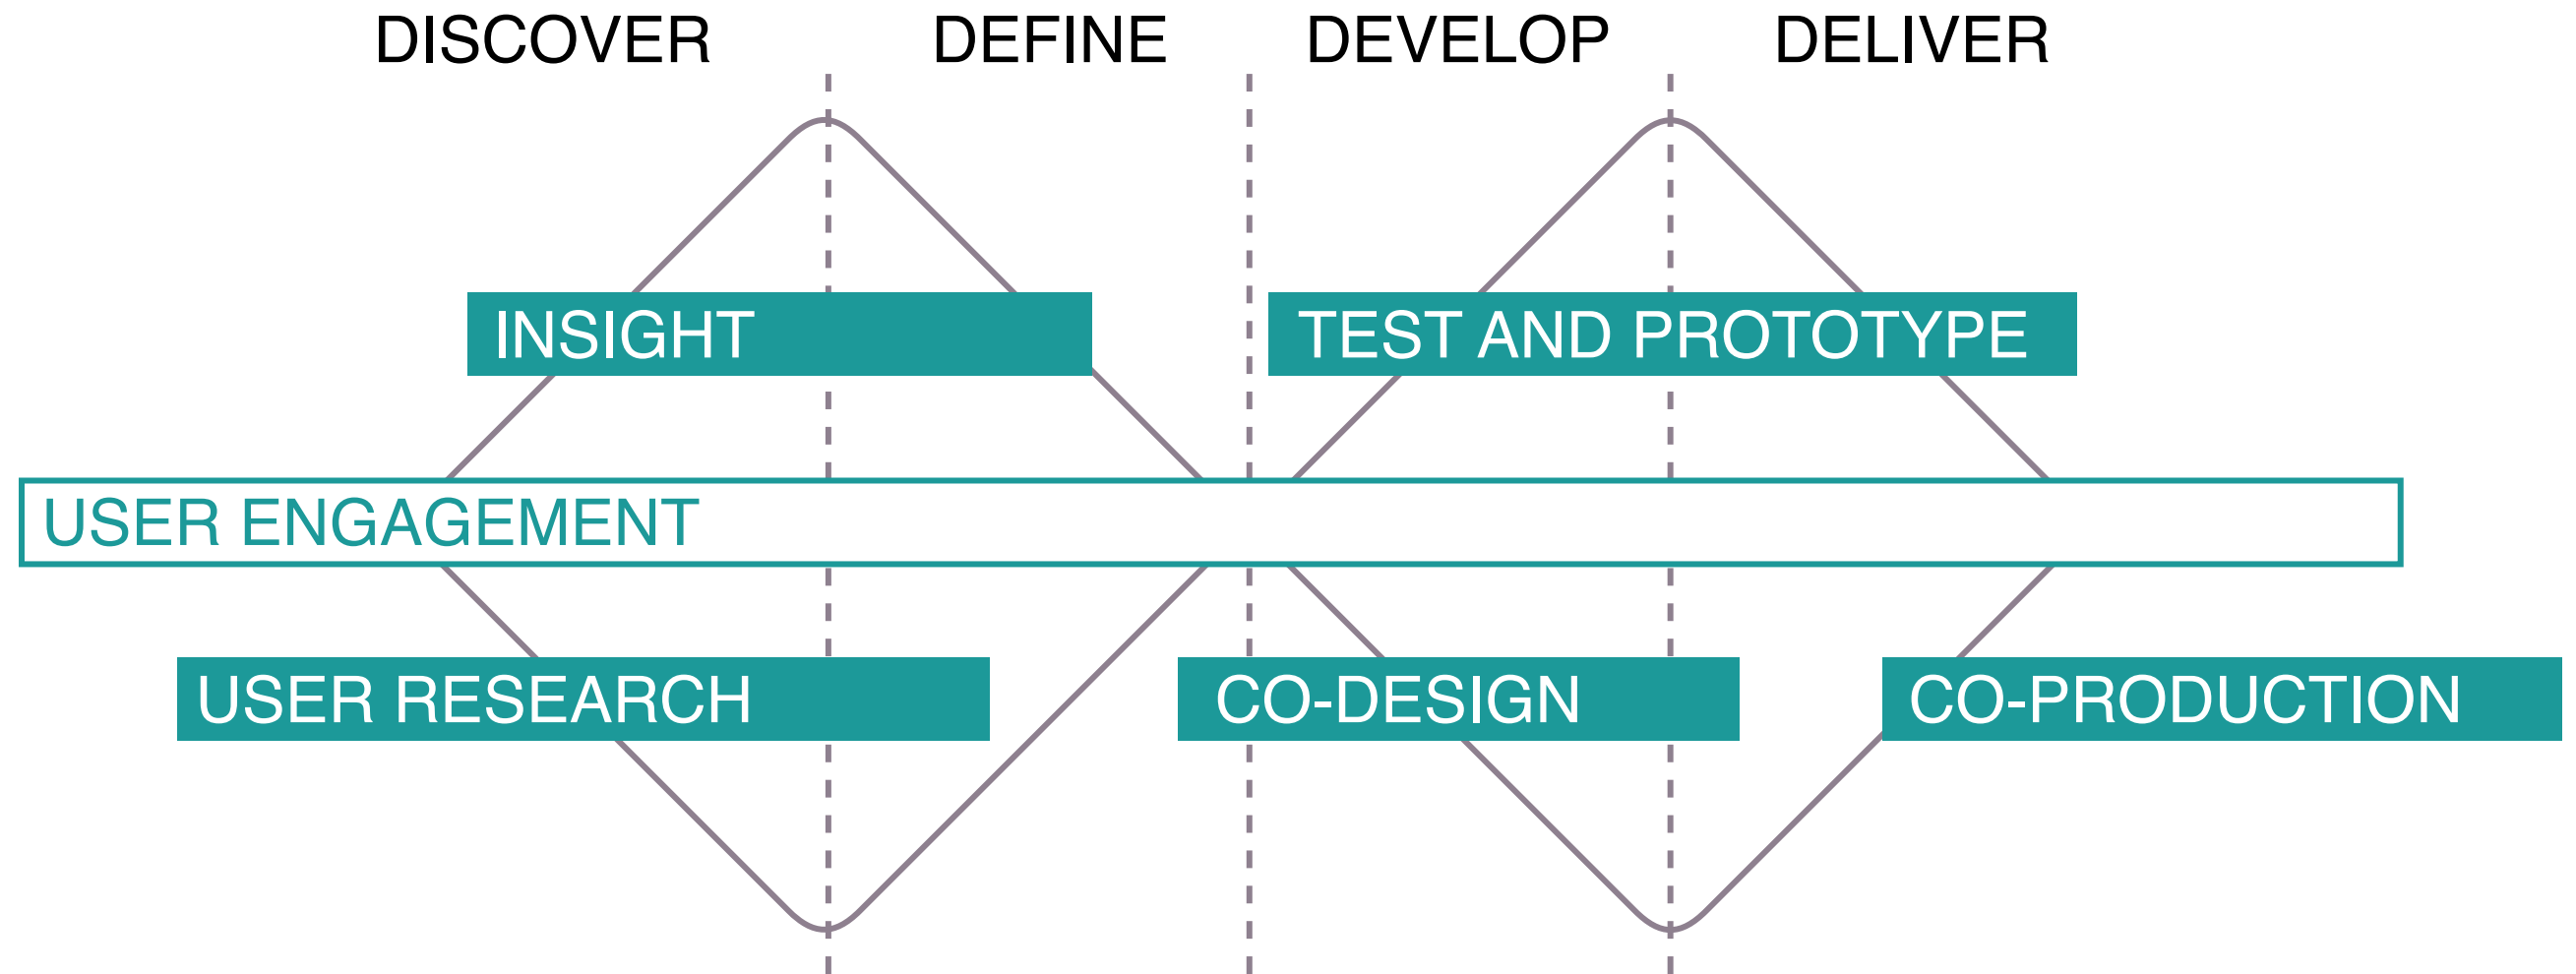 DISCOVER
DEFINE
DEVELOP
DELIVER
INSIGHT
TEST AND PROTOTYPE
USER ENGAGEMENT
USER RESEARCH
CO-DESIGN
CO-PRODUCTION